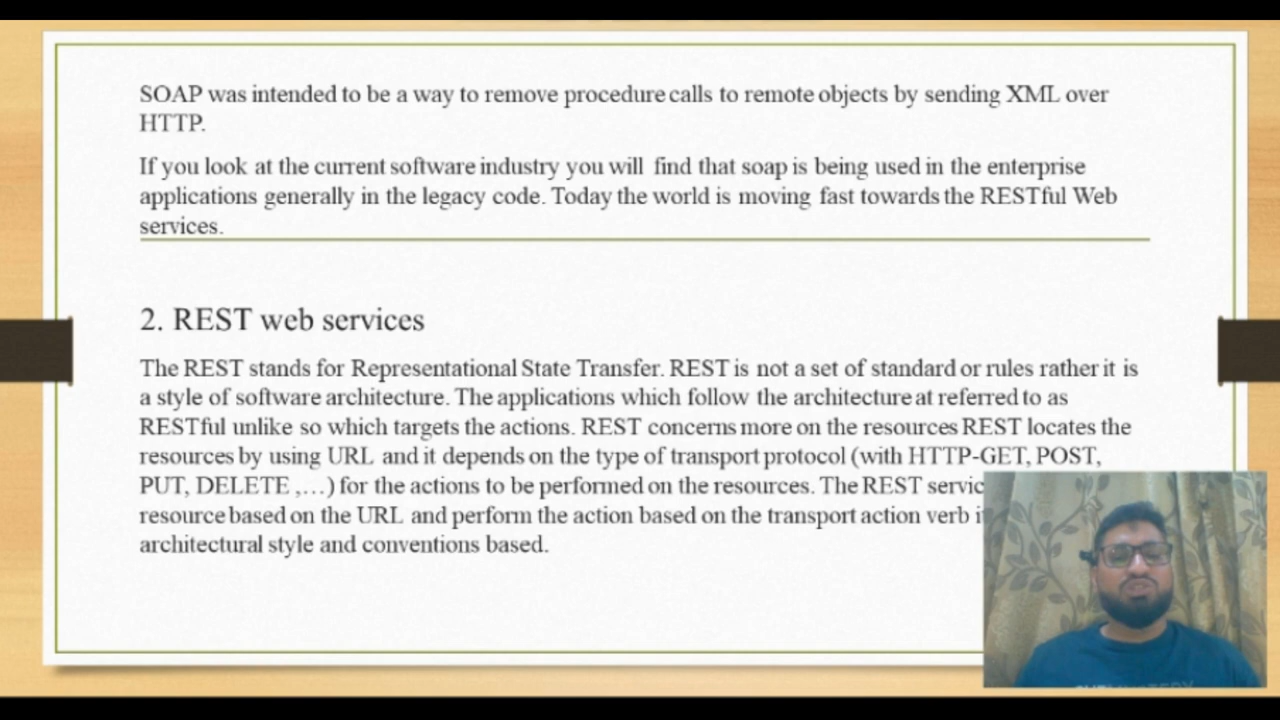 SOAP was intended to be a way to remove procedure calls to remote objects by sending XML over
HTTP.
If you look at the current software industry you will find that soap is being used in the enterprise
applications generally in the legacy code. Today the world is moving fast towards the RESTful Web
services.
2. REST web services
The REST stands for Representational State Transfer. REST is not a set of standard or rules rather it is
a style of software architecture. The applications which follow the architecture at referred to as
RESTful unlike so which targets the actions. REST concerns more on the resources REST locates the
resources by using URL and it depends on the type of transport protocol (with HTTP-GET, POST,
PUT, DELETE ,...) for the actions to be performed on the resources. The REST
resource based on the URL and perform the action based on the transport action verb
architectural style and conventions based.